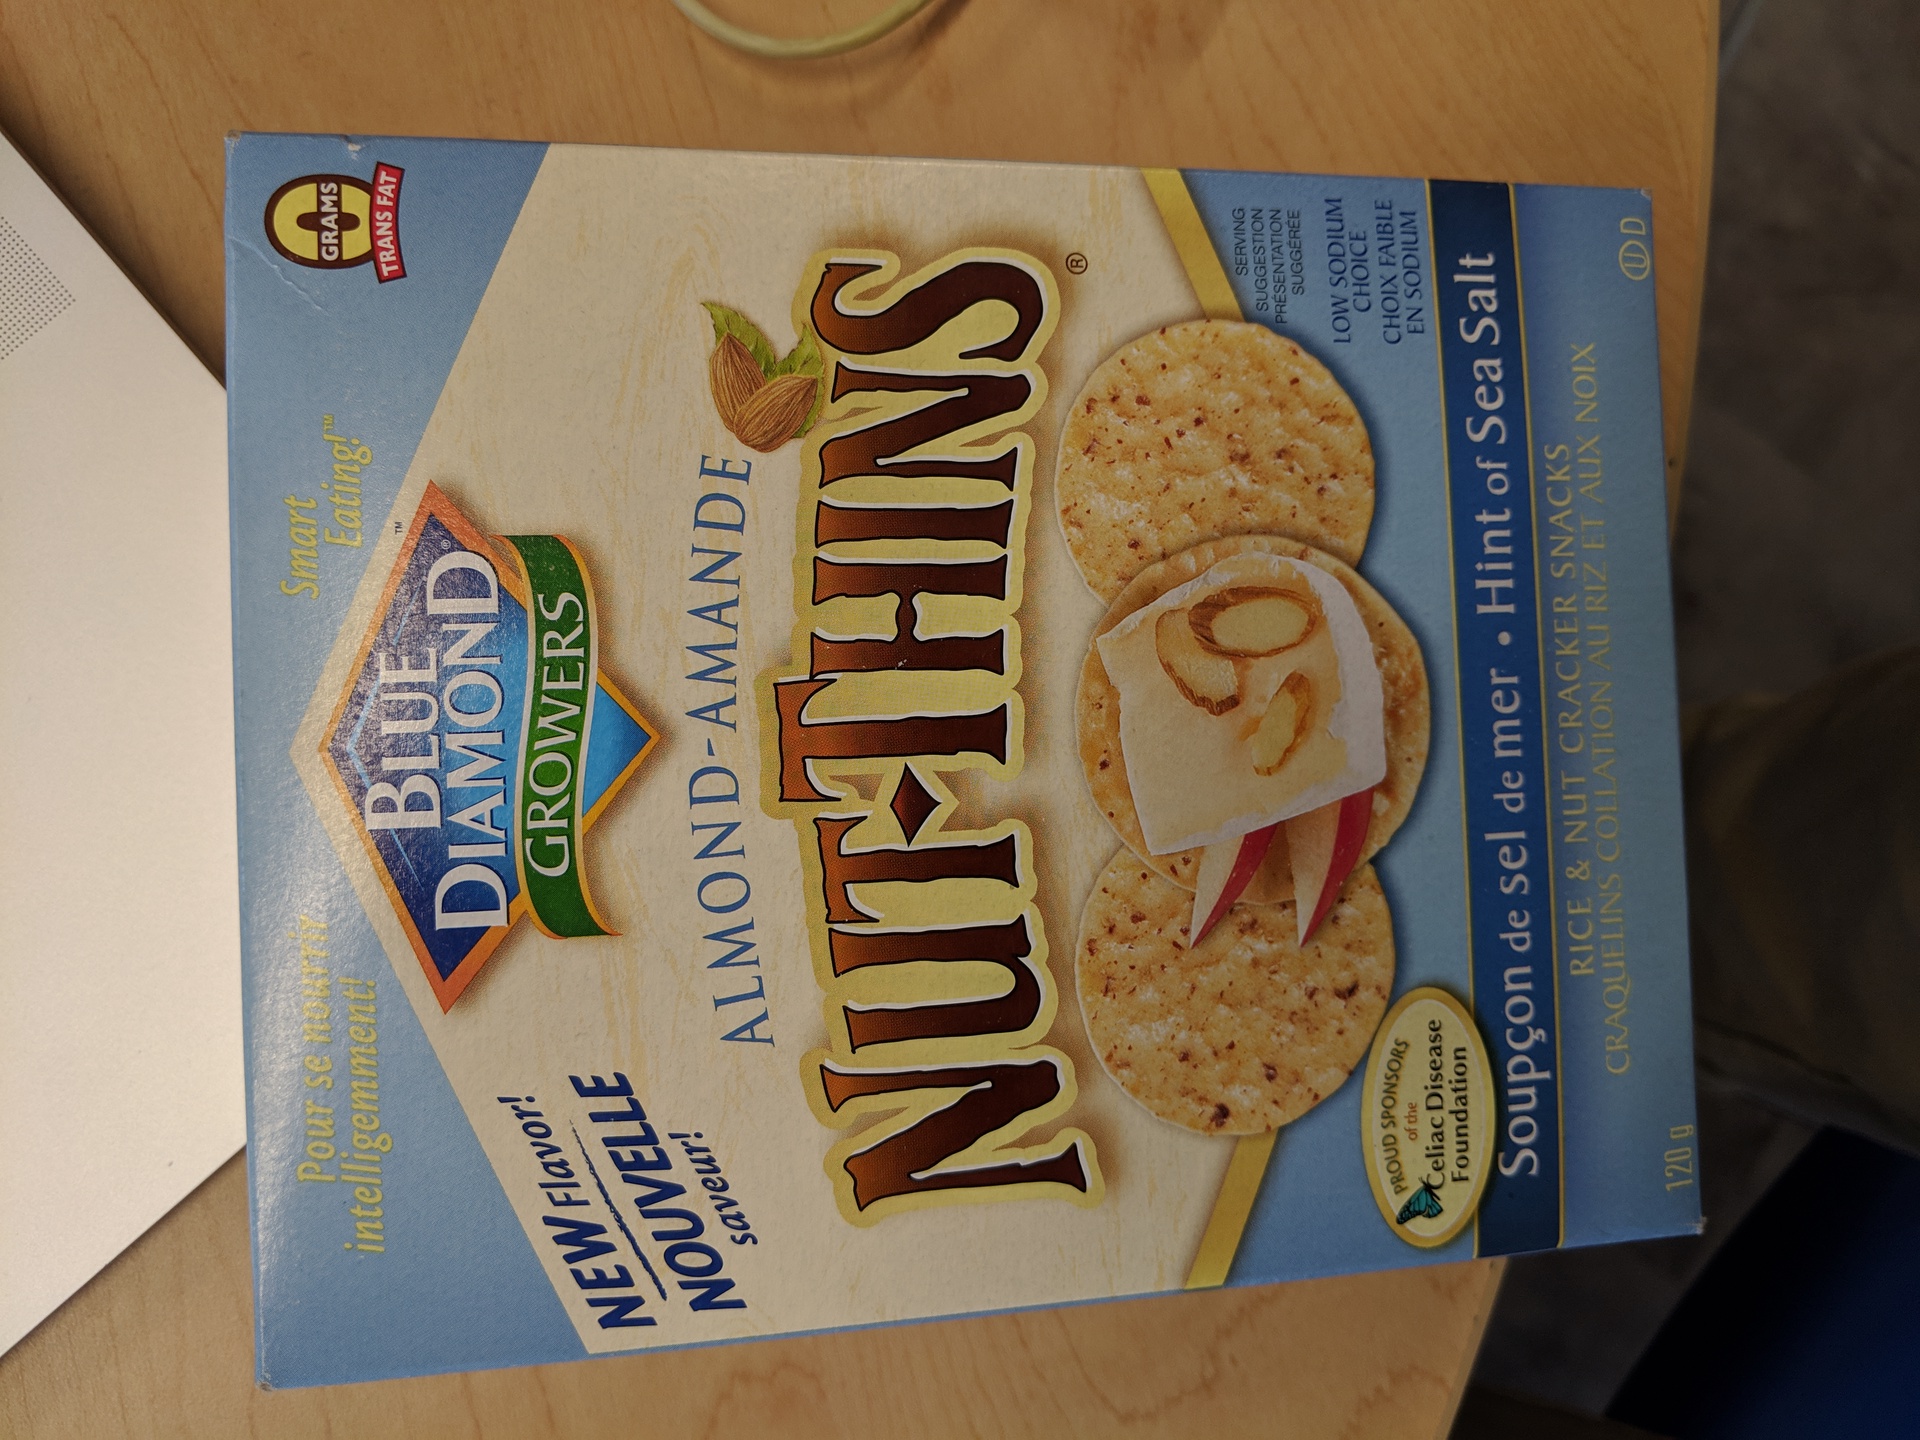 Pour se nourrir
intelligemment!
Smart
Eating!™
0
GRAMS
TRANS FAT
BLUE
DIAMOND®
™
GROWERS
NEW Flavor!
NOUVELLE
saveur!
ALMOND-AMANDE
NUT-THINS
®
SERVING
SUGGESTION
PRÉSENTATION
SUGGÉRÉE
LOW SODIUM
CHOICE
CHOIX FAIBLE
EN SODIUM
PROUD SPONSORS
of the
Celiac Disease
Foundation
Soupçon de sel de mer • Hint of Sea Salt
RICE & NUT CRACKER SNACKS
CRAQUELINS COLLATION AU RIZ ET AUX NOIX
120 g
U D